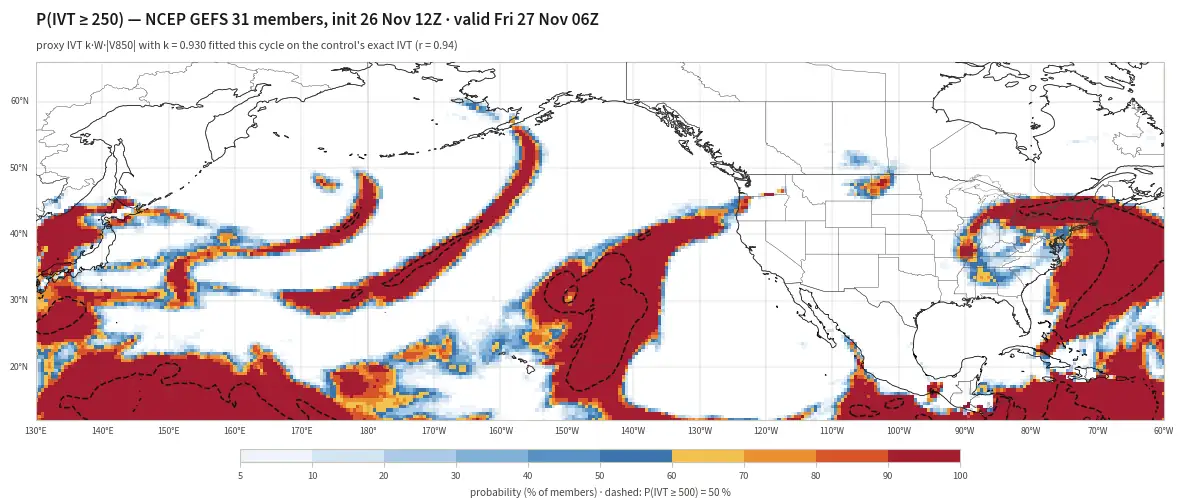 P(IVT ≥ 250) — NCEP GEFS 31 members, init 26 Nov 12Z · valid Fri 27 Nov 06Z
proxy IVT k·W·|V850| with k = 0.930 fitted this cycle on the control's exact IVT (r = 0.94)
60°N
50°N
40°N
30°N
20°N
130°E 140°E 150°E 160°E 170°E 180° 170°W 160°W 150°W 140°W 130°W 120°W 110°W 100°W 90°W 80°W 70°W 60°W
5 10 20 30 40 50 60 70 80 90 100
probability (% of members) · dashed: P(IVT ≥ 500) = 50 %